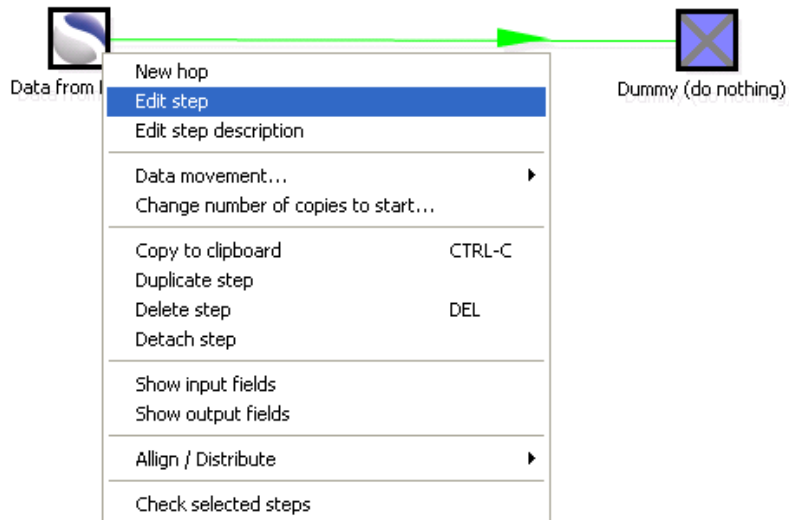 Data from
Dummy (do nothing)
New hop
Edit step
Edit step description
Data movement...
Change number of copies to start...
Copy to clipboard CTRL-C
Duplicate step
Delete step DEL
Detach step
Show input fields
Show output fields
Allign / Distribute
Check selected steps